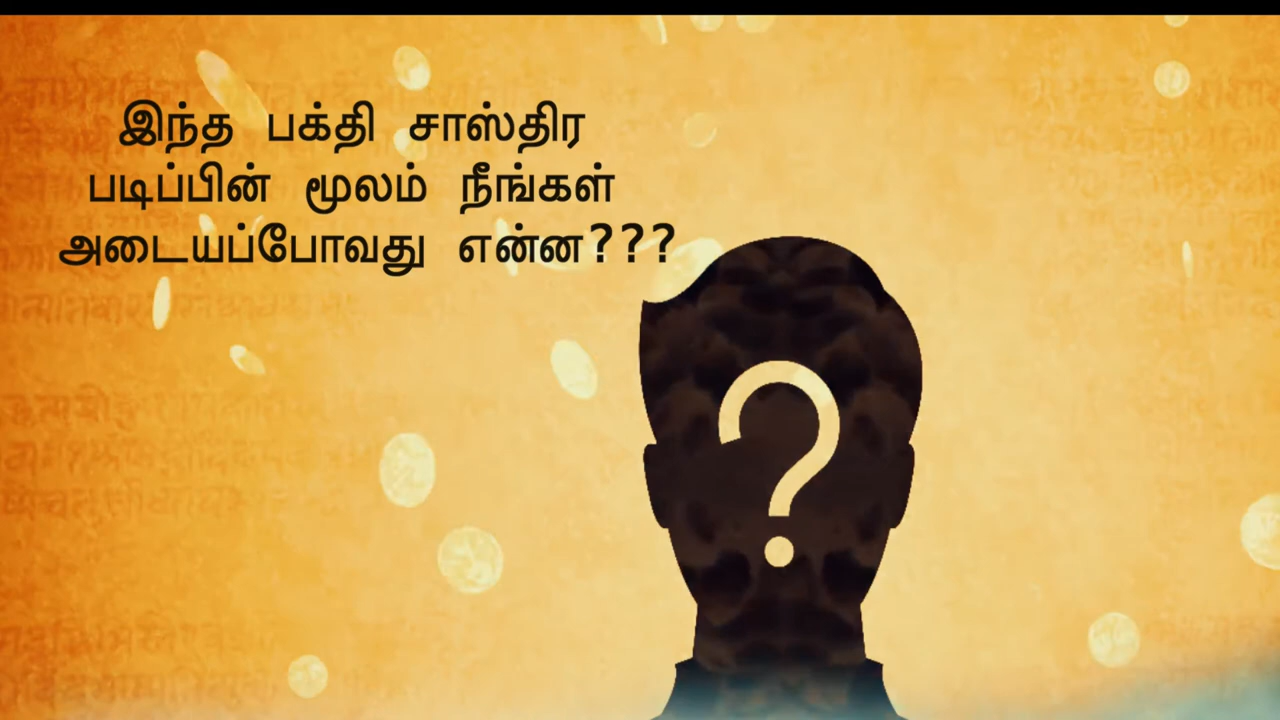 இந்த பக்தி சாஸ்திர
படிப்பின் மூலம் நீங்கள்
அடையப்போவது என்ன???
?